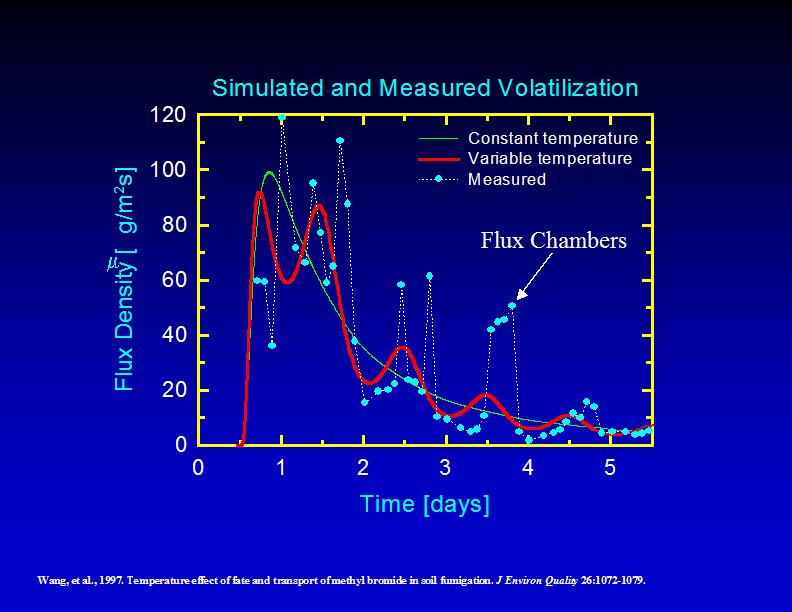 Simulated and Measured Volatilization
120
100
80
60
40
20
0
Flux Density [ μ g/m²s]
Constant temperature
Variable temperature
Measured
Flux Chambers
0 1 2 3 4 5
Time [days]
Wang, et al., 1997. Temperature effect of fate and transport of methyl bromide in soil fumigation. J Environ Quality 26:1072-1079.